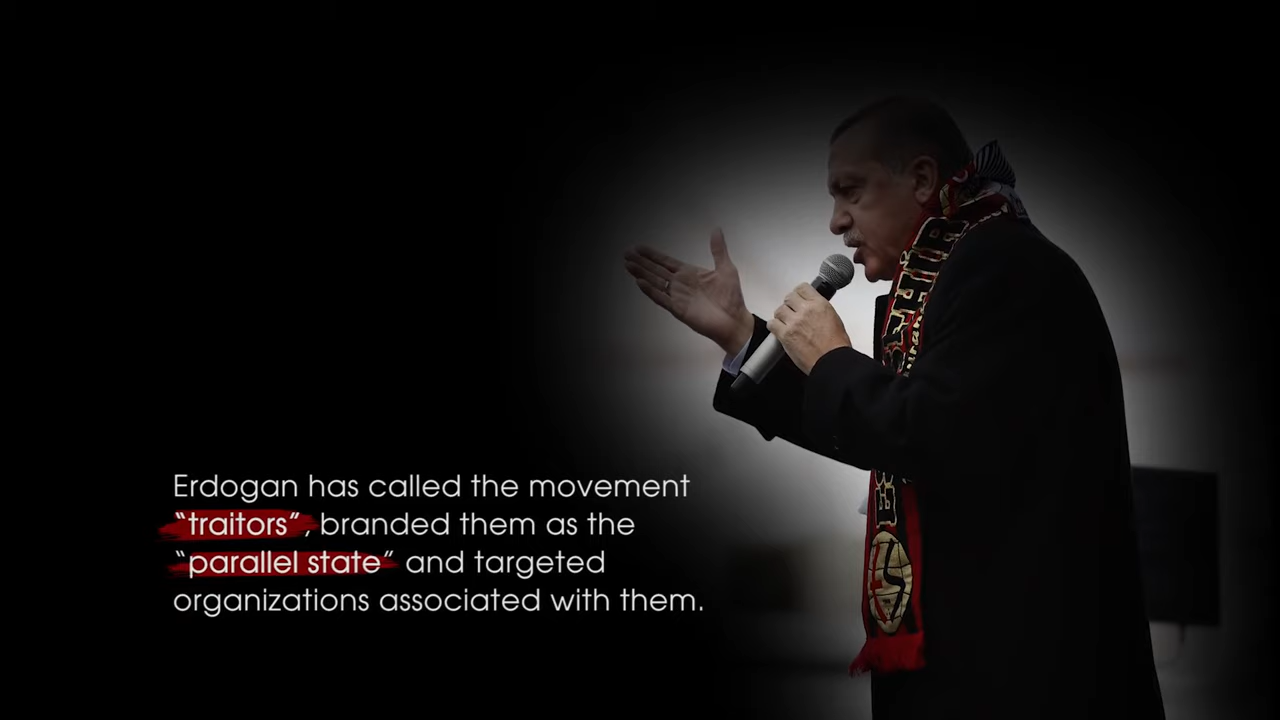 Erdogan has called the movement
“traitors”, branded them as the
“parallel state” and targeted
organizations associated with them.